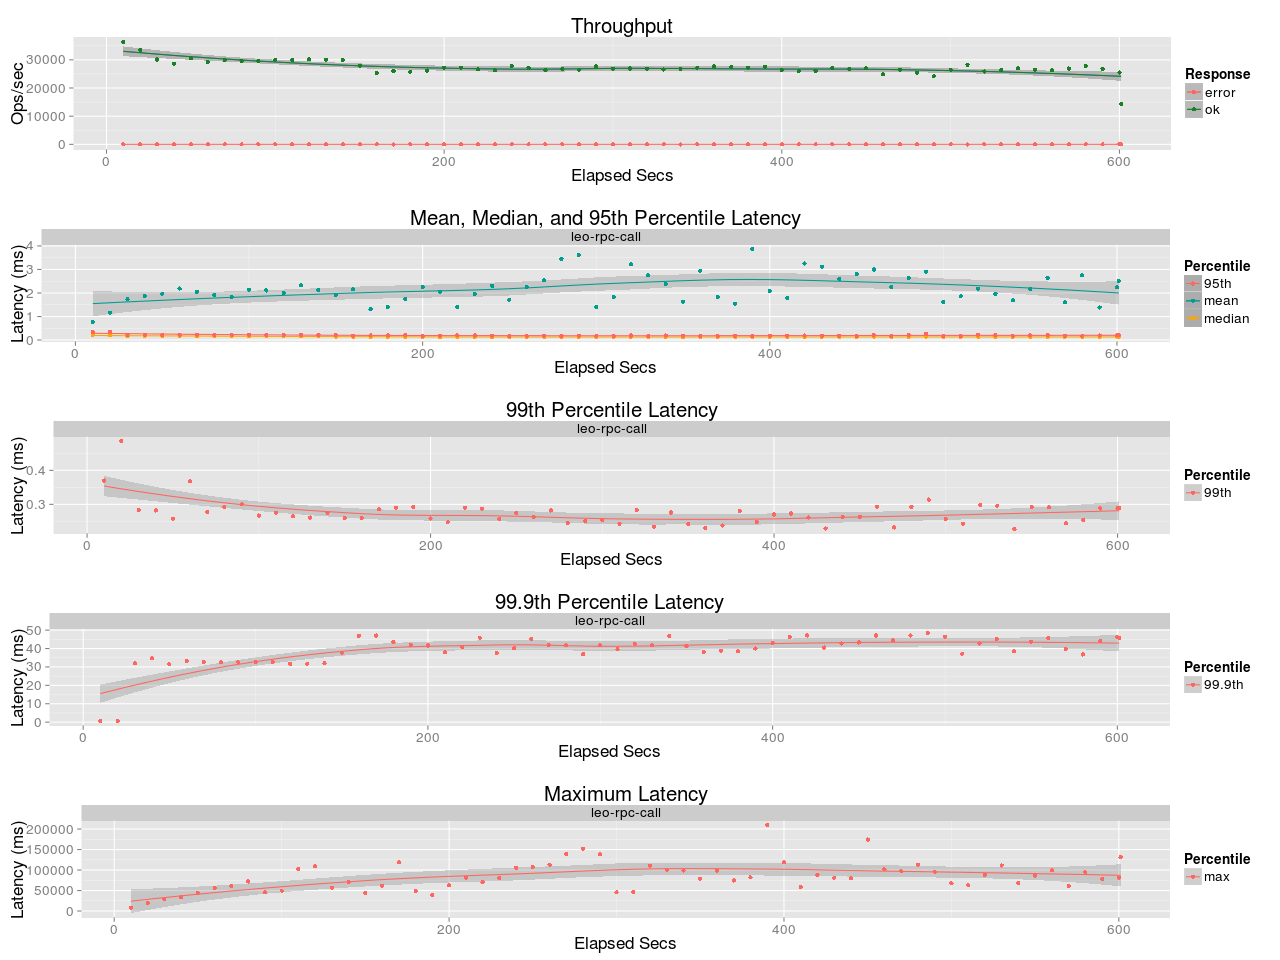 Throughput
Ops/sec
30000
20000
10000
0
0 200 400 600
Elapsed Secs
Response
error
ok
Mean, Median, and 95th Percentile Latency
leo-rpc-call
Latency (ms)
4
3
2
1
0
0 200 400 600
Elapsed Secs
Percentile
95th
mean
median
99th Percentile Latency
leo-rpc-call
Latency (ms)
0.4
0.3
0 200 400 600
Elapsed Secs
Percentile
99th
99.9th Percentile Latency
leo-rpc-call
Latency (ms)
50
40
30
20
10
0
0 200 400 600
Elapsed Secs
Percentile
99.9th
Maximum Latency
leo-rpc-call
Latency (ms)
200000
150000
100000
50000
0
0 200 400 600
Elapsed Secs
Percentile
max